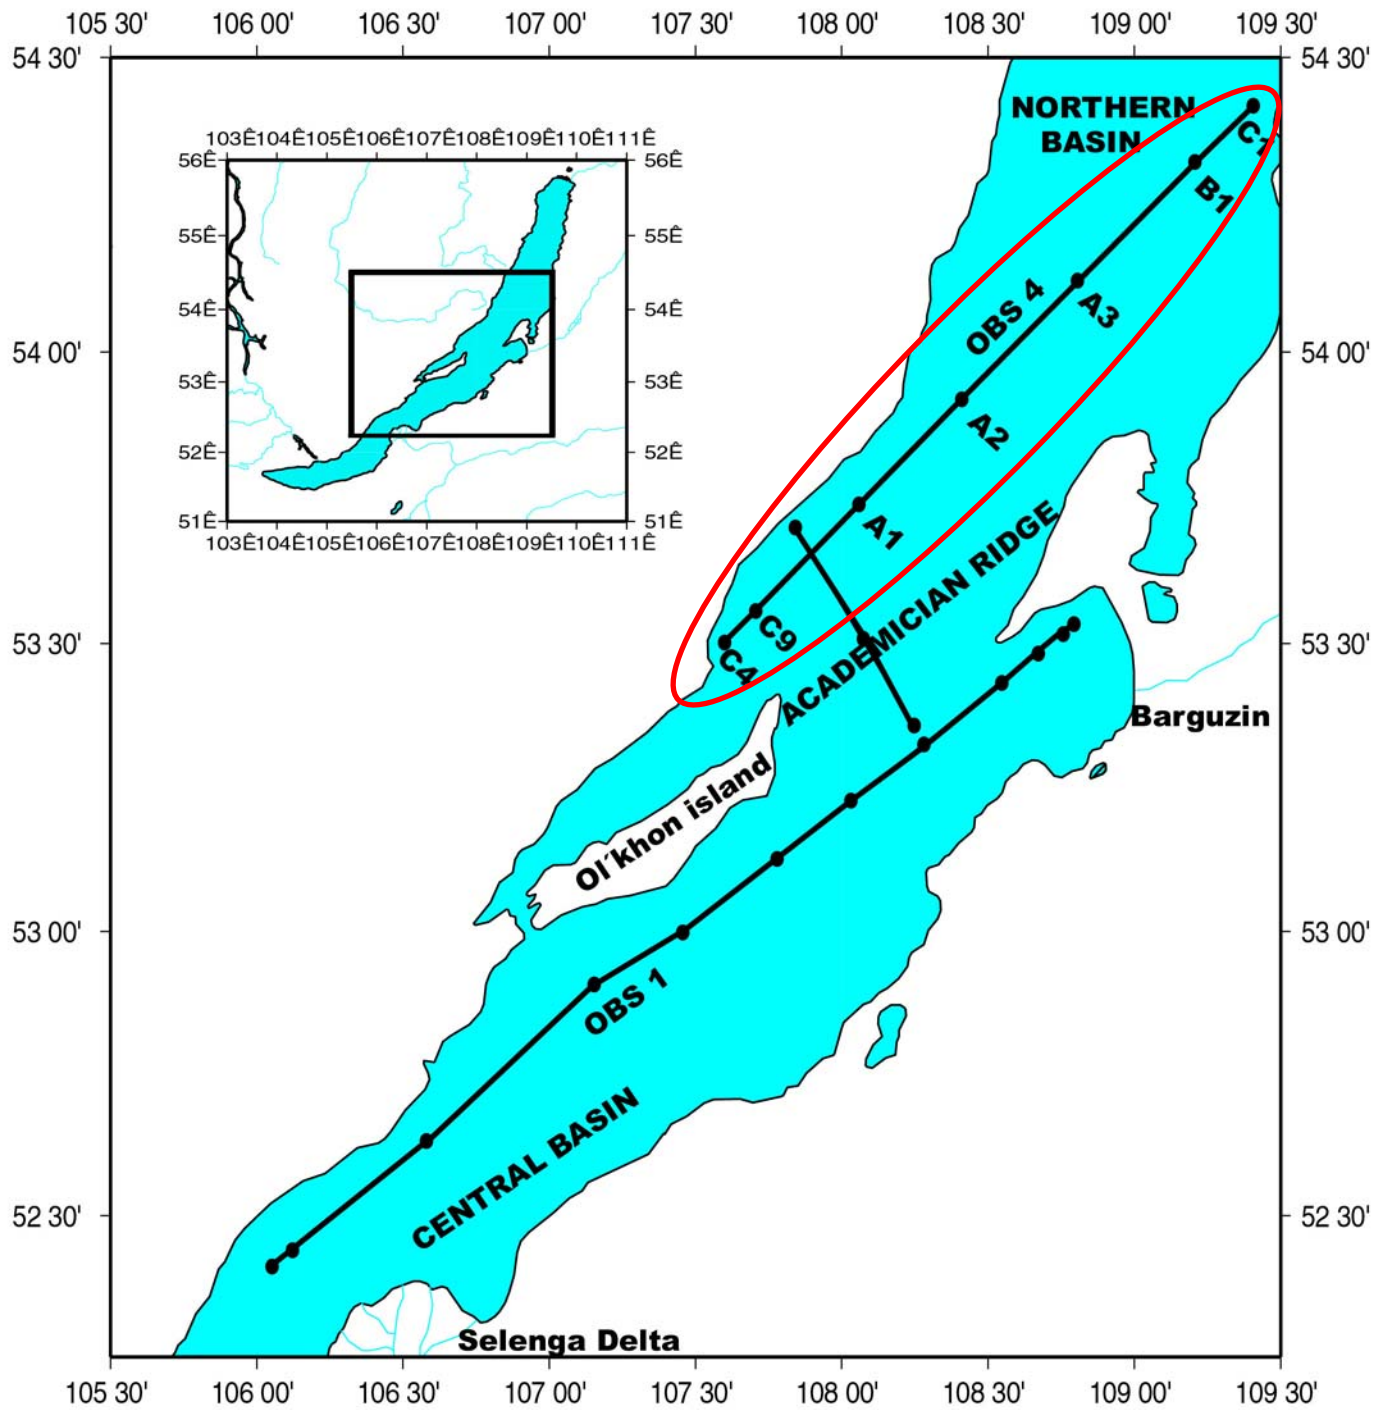 105 30' 106 00' 106 30' 107 00' 107 30' 108 00' 108 30' 109 00' 109 30'
54 30' 54 30'
NORTHERN
BASIN
C1
B1
103Ê104Ê105Ê106Ê107Ê108Ê109Ê110Ê111Ê
56Ê 56Ê
55Ê 55Ê
54Ê 54Ê
53Ê 53Ê
52Ê 52Ê
51Ê 51Ê
103Ê104Ê105Ê106Ê107Ê108Ê109Ê110Ê111Ê
OBS 4
A3
54 00' 54 00'
A2
A1
ACADEMICIAN RIDGE
C9
C4
53 30' 53 30'
Barguzin
Ol´khon island
53 00' 53 00'
OBS 1
CENTRAL BASIN
52 30' 52 30'
Selenga Delta
105 30' 106 00' 106 30' 107 00' 107 30' 108 00' 108 30' 109 00' 109 30'